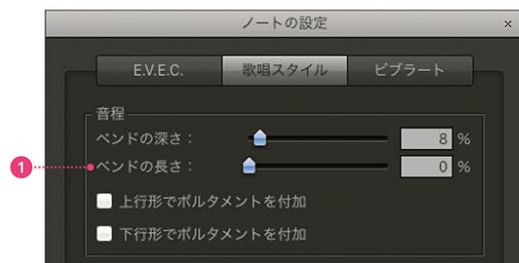 ノートの設定 ×
E.V.E.C. 歌唱スタイル ビブラート
音程
ベンドの深さ： 8 %
1 ベンドの長さ： 0 %
上行形でポルタメントを付加
下行形でポルタメントを付加